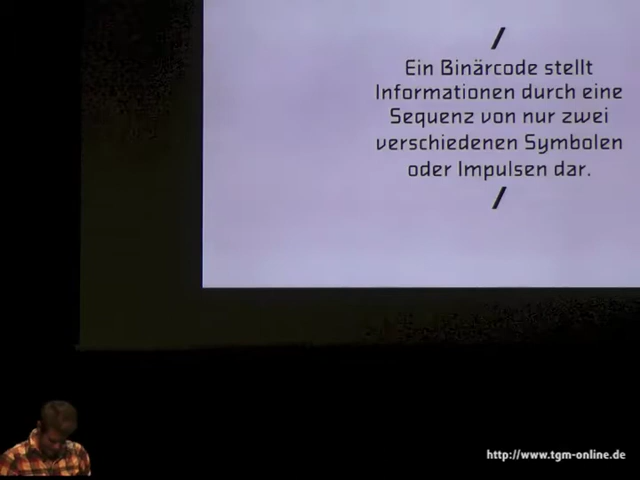 /
Ein Binärcode stellt
Informationen durch eine
Sequenz von nur zwei
verschiedenen Symbolen
oder Impulsen dar.
/
http://www.tgm-online.de